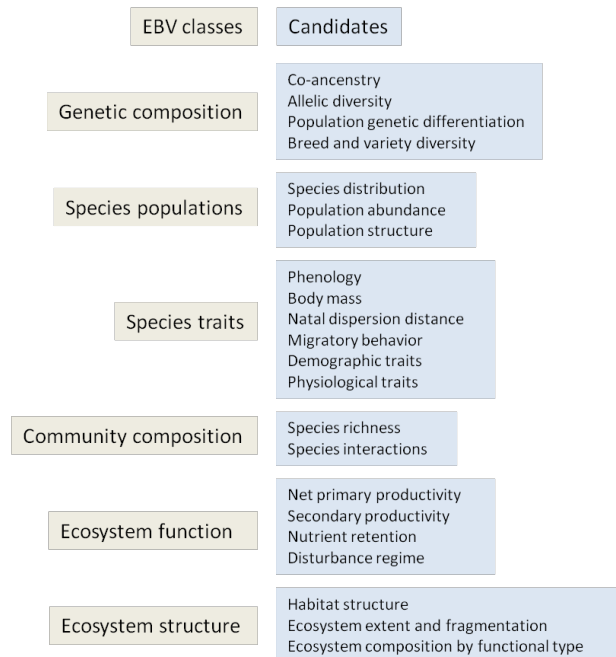 EBV classes
Candidates
Genetic composition
Co-ancenstry
Allelic diversity
Population genetic differentiation
Breed and variety diversity
Species populations
Species distribution
Population abundance
Population structure
Species traits
Phenology
Body mass
Natal dispersion distance
Migratory behavior
Demographic traits
Physiological traits
Community composition
Species richness
Species interactions
Ecosystem function
Net primary productivity
Secondary productivity
Nutrient retention
Disturbance regime
Ecosystem structure
Habitat structure
Ecosystem extent and fragmentation
Ecosystem composition by functional type